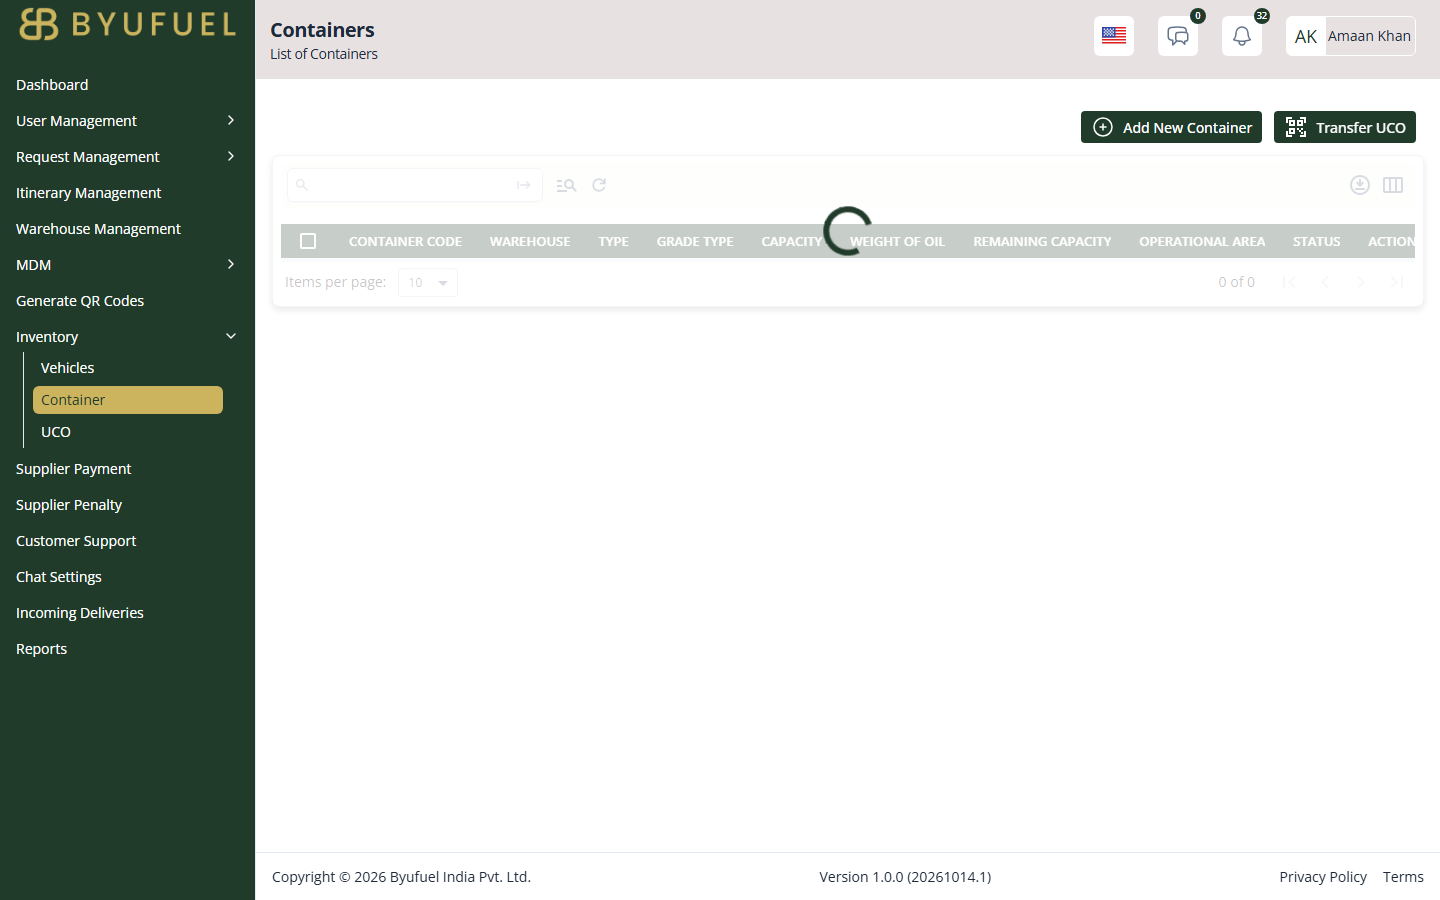 BYUFUEL
Dashboard
User Management
Request Management
Itinerary Management
Warehouse Management
MDM
Generate QR Codes
Inventory
Vehicles
Container
UCO
Supplier Payment
Supplier Penalty
Customer Support
Chat Settings
Incoming Deliveries
Reports
Containers
List of Containers
0
32
AK Amaan Khan
Add New Container Transfer UCO
CONTAINER CODE WAREHOUSE TYPE GRADE TYPE CAPACITY WEIGHT OF OIL REMAINING CAPACITY OPERATIONAL AREA STATUS ACTION
Items per page: 10 0 of 0
Copyright © 2026 Byufuel India Pvt. Ltd. Version 1.0.0 (20261014.1) Privacy Policy Terms